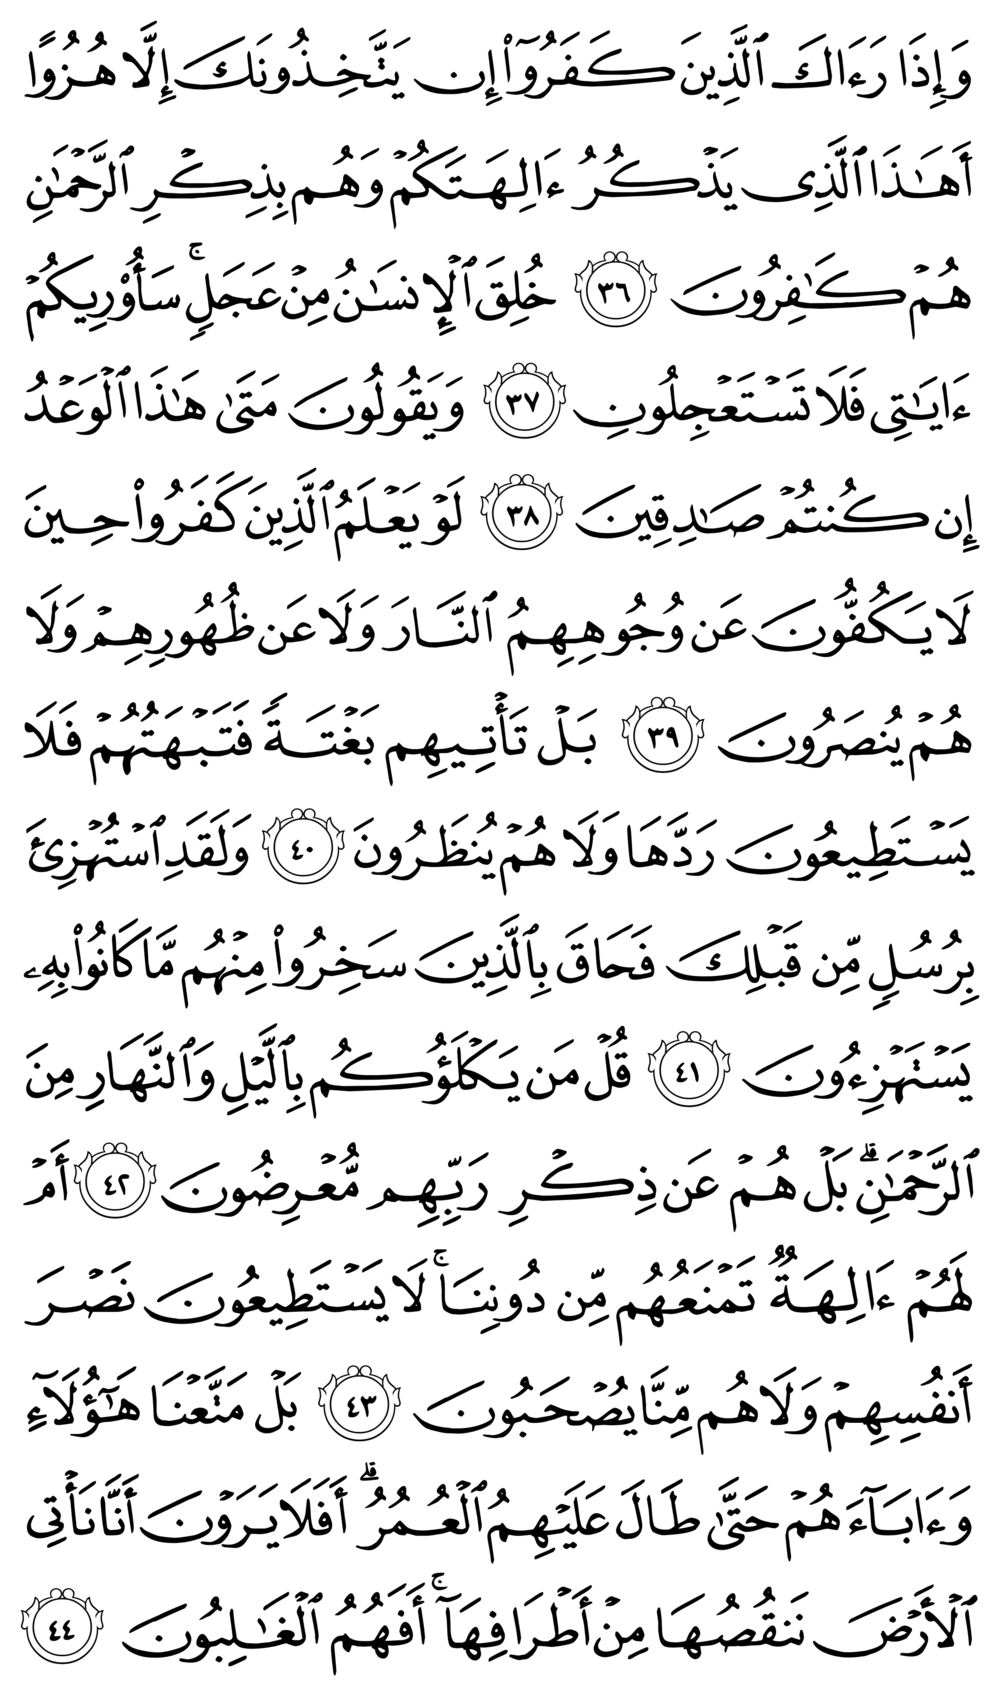 وَإِذَا رَءَاكَ ٱلَّذِينَ كَفَرُوٓا۟ إِن يَتَّخِذُونَكَ إِلَّا هُزُوًا
أَهَـٰذَا ٱلَّذِى يَذْكُرُ ءَالِهَتَكُمْ وَهُم بِذِكْرِ ٱلرَّحْمَـٰنِ
هُمْ كَـٰفِرُونَ ٣٦ خُلِقَ ٱلْإِنسَـٰنُ مِنْ عَجَلٍ ۚ سَأُو۟رِيكُمْ
ءَايَـٰتِى فَلَا تَسْتَعْجِلُونِ ٣٧ وَيَقُولُونَ مَتَىٰ هَـٰذَا ٱلْوَعْدُ
إِن كُنتُمْ صَـٰدِقِينَ ٣٨ لَوْ يَعْلَمُ ٱلَّذِينَ كَفَرُوا۟ حِينَ
لَا يَكُفُّونَ عَن وُجُوهِهِمُ ٱلنَّارَ وَلَا عَن ظُهُورِهِمْ وَلَا
هُمْ يُنصَرُونَ ٣٩ بَلْ تَأْتِيهِم بَغْتَةً فَتَبْهَتُهُمْ فَلَا
يَسْتَطِيعُونَ رَدَّهَا وَلَا هُمْ يُنظَرُونَ ٤٠ وَلَقَدِ ٱسْتُهْزِئَ
بِرُسُلٍ مِّن قَبْلِكَ فَحَاقَ بِٱلَّذِينَ سَخِرُوا۟ مِنْهُم مَّا كَانُوا۟ بِهِۦ
يَسْتَهْزِءُونَ ٤١ قُلْ مَن يَكْلَؤُكُم بِٱلَّيْلِ وَٱلنَّهَارِ مِنَ
ٱلرَّحْمَـٰنِ ۗ بَلْ هُمْ عَن ذِكْرِ رَبِّهِم مُّعْرِضُونَ ٤٢ أَمْ
لَهُمْ ءَالِهَةٌ تَمْنَعُهُم مِّن دُونِنَا ۚ لَا يَسْتَطِيعُونَ نَصْرَ
أَنفُسِهِمْ وَلَا هُم مِّنَّا يُصْحَبُونَ ٤٣ بَلْ مَتَّعْنَا هَـٰٓؤُلَآءِ
وَءَابَآءَهُمْ حَتَّىٰ طَالَ عَلَيْهِمُ ٱلْعُمُرُ ۗ أَفَلَا يَرَوْنَ أَنَّا نَأْتِى
ٱلْأَرْضَ نَنقُصُهَا مِنْ أَطْرَافِهَآ ۚ أَفَهُمُ ٱلْغَـٰلِبُونَ ٤٤